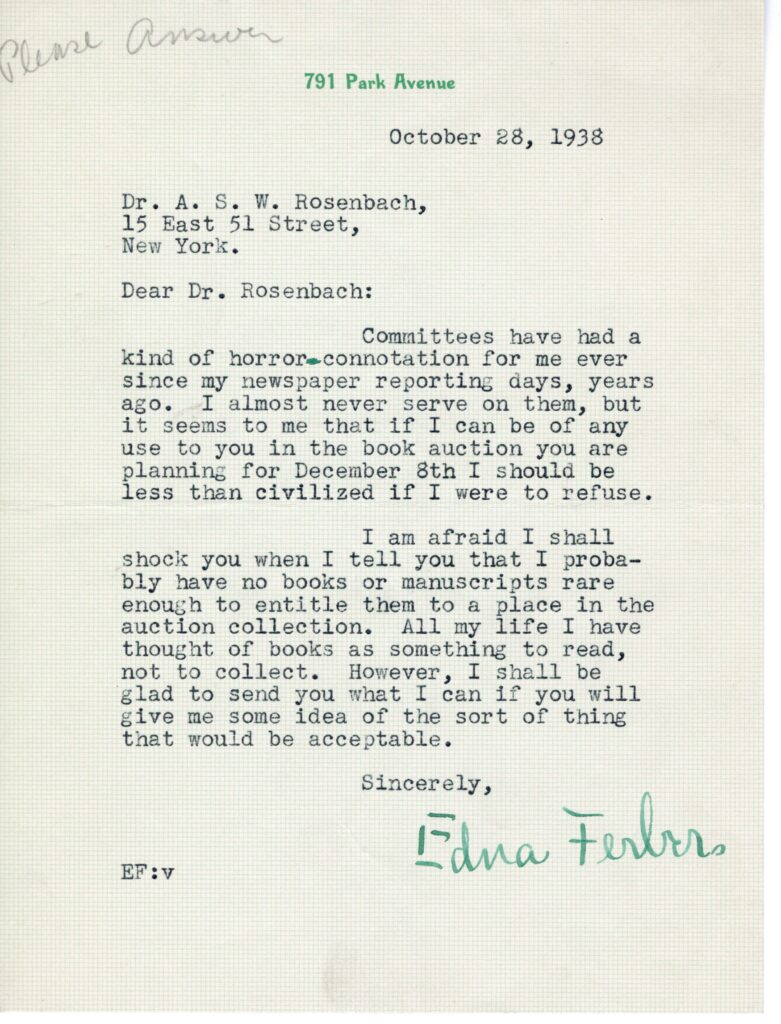 Please Answer
791 Park Avenue
October 28, 1938
Dr. A. S. W. Rosenbach,
15 East 51 Street,
New York.
Dear Dr. Rosenbach:
Committees have had a
kind of horror-connotation for me ever
since my newspaper reporting days, years
ago.  I almost never serve on them, but
it seems to me that if I can be of any
use to you in the book auction you are
planning for December 8th I should be
less than civilized if I were to refuse.
I am afraid I shall
shock you when I tell you that I proba-
bly have no books or manuscripts rare
enough to entitle them to a place in the
auction collection.  All my life I have
thought of books as something to read,
not to collect.  However, I shall be
glad to send you what I can if you will
give me some idea of the sort of thing
that would be acceptable.
Sincerely,
Edna Ferber.
EF:v